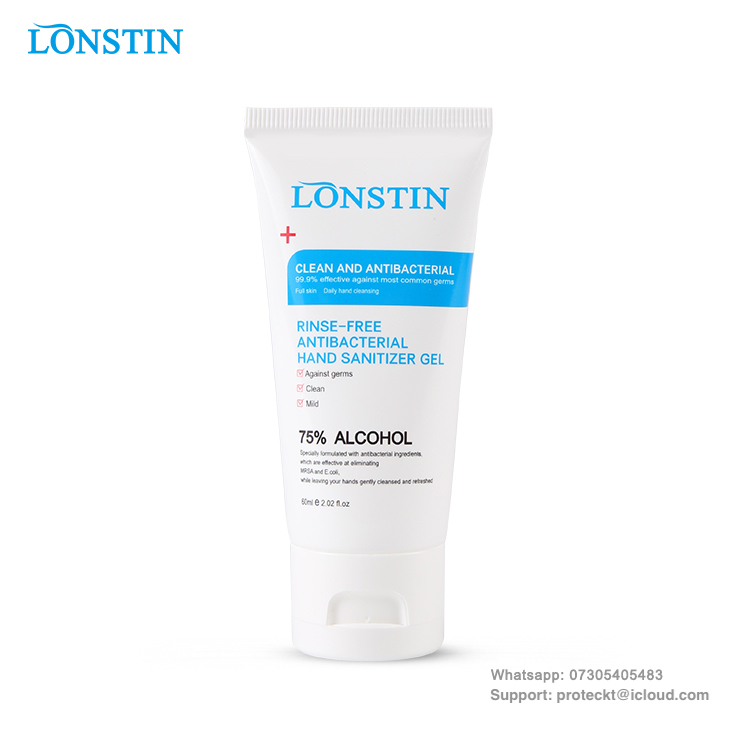 LONSTIN
LONSTIN
+
CLEAN AND ANTIBACTERIAL
99.9% effective against most common germs
Full skin Daily hand cleansing
RINSE-FREE
ANTIBACTERIAL
HAND SANITIZER GEL
Against germs
Clean
Mild
75% ALCOHOL
Specially formulated with antibacterial ingredients,
which are effective at eliminating
MRSA and E.coli,
while leaving your hands gently cleansed and refreshed
60ml e 2.02 fl.oz
Whatsapp: 07305405483
Support: proteckt@icloud.com